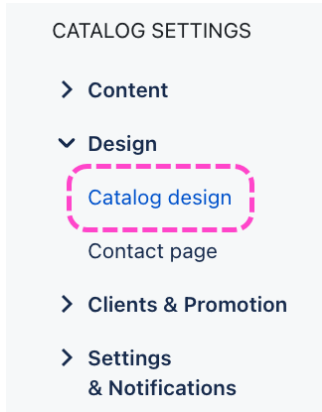 CATALOG SETTINGS
Content
Design
Catalog design
Contact page
Clients & Promotion
Settings
& Notifications